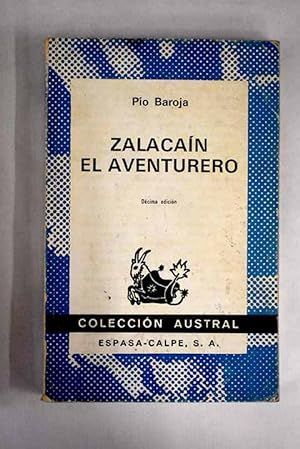 Pío Baroja
ZALACAÍN
EL AVENTURERO
Décima edición
COLECCIÓN AUSTRAL
ESPASA-CALPE, S. A.